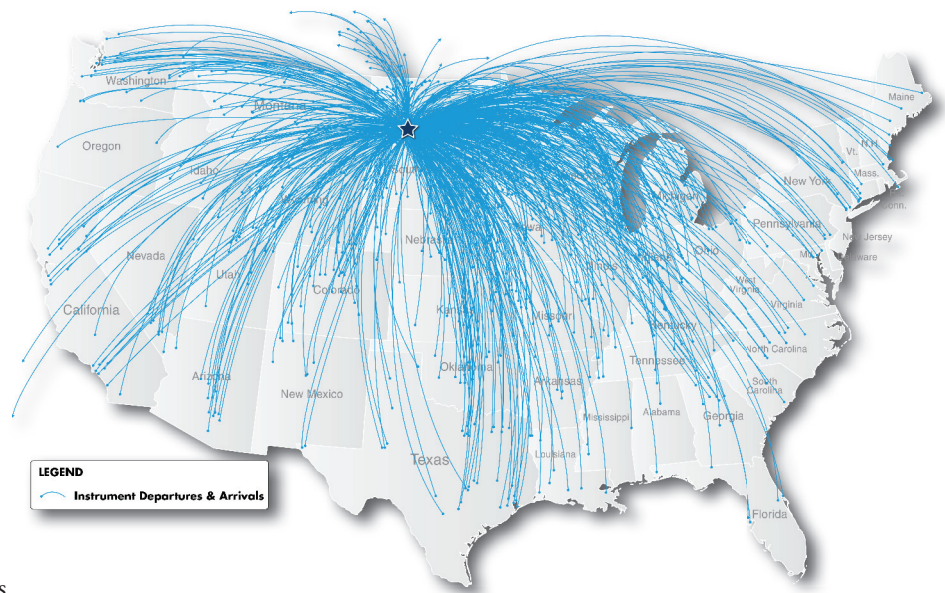 Washington
Montana
Maine
Oregon
Vt.
N.H.
Idaho
Mass.
New York
Wyoming
Michigan
Conn.
Pennsylvania
Nebraska
Iowa
New Jersey
Nevada
Ohio
Utah
Illinois
Colorado
West
Virginia
California
Kansas
Missouri
Virginia
Kentucky
North Carolina
Tennessee
Oklahoma
Arizona
Arkansas
South
Carolina
New Mexico
Mississippi
Alabama
Georgia
Louisiana
Texas
LEGEND
Instrument Departures & Arrivals
Florida
s